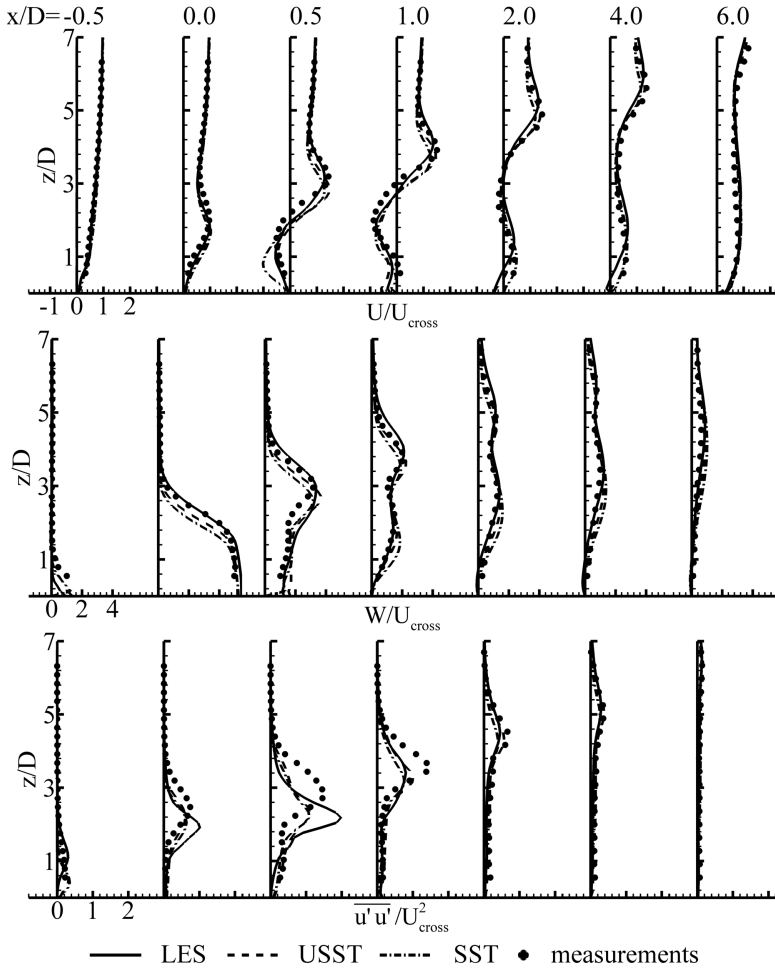 x/D= -0.5 0.0 0.5 1.0 2.0 4.0 6.0
7
5
z/D
3
1
-1 0 1 2 U/U_cross
7
5
z/D
3
1
0 2 4 W/U_cross
7
5
z/D
3
1
0 1 2 u'u'/U²_cross
LES USST SST measurements